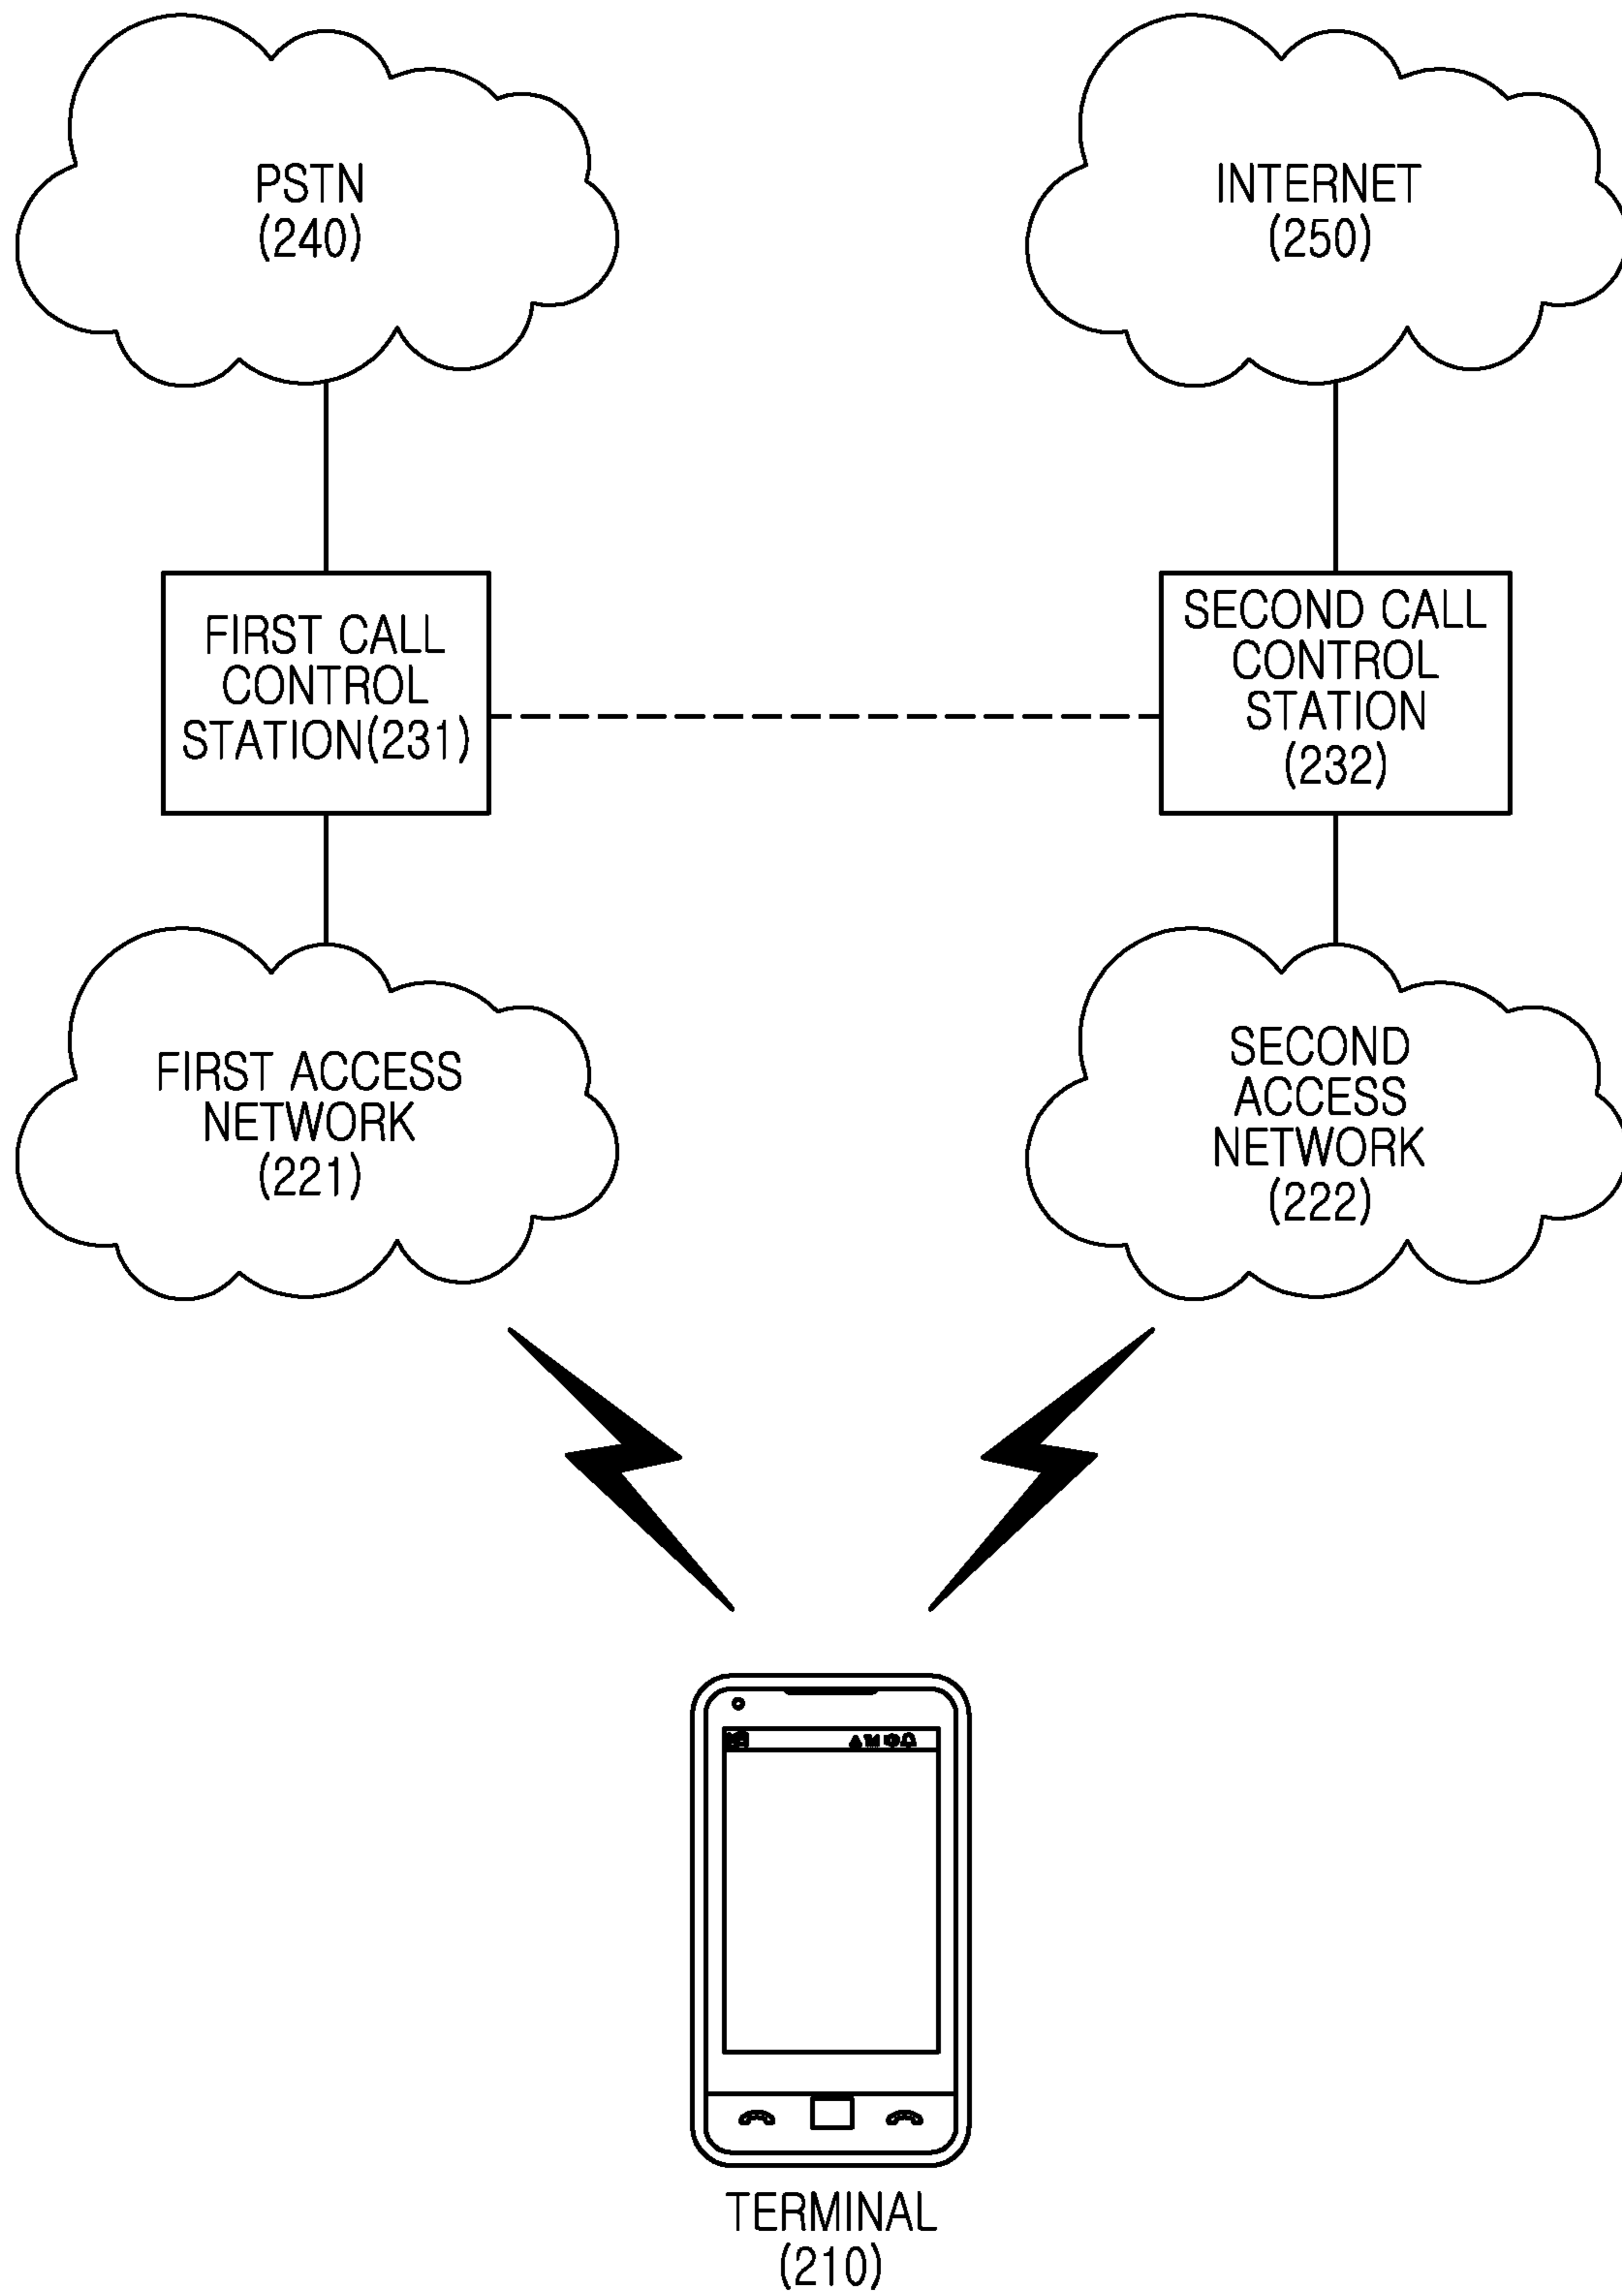 PSTN
(240)
INTERNET
(250)
FIRST CALL
CONTROL
STATION(231)
SECOND CALL
CONTROL
STATION
(232)
FIRST ACCESS
NETWORK
(221)
SECOND
ACCESS
NETWORK
(222)
TERMINAL
(210)